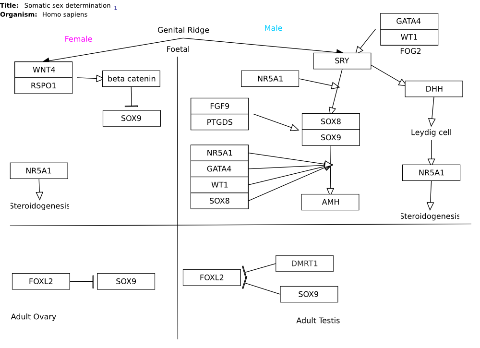 Title: Somatic sex determination 1
Organism: Homo sapiens
Genital Ridge
Female
Male
Foetal
GATA4
WT1
FOG2
SRY
WNT4
RSPO1
beta catenin
NR5A1
DHH
SOX9
FGF9
PTGDS
SOX8
SOX9
Leydig cell
NR5A1
GATA4
WT1
SOX8
AMH
NR5A1
Steroidogenesis
NR5A1
Steroidogenesis
FOXL2
SOX9
FOXL2
DMRT1
SOX9
Adult Ovary
Adult Testis